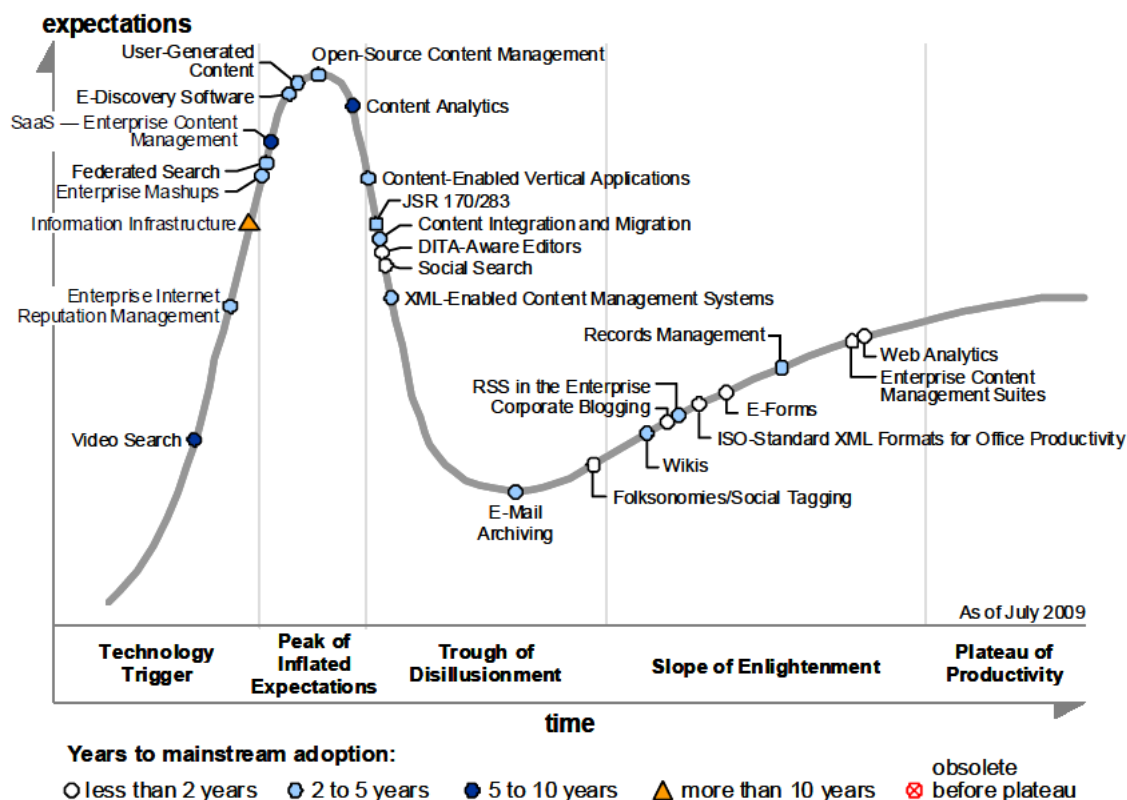 expectations
User-Generated
Content
Open-Source Content Management
E-Discovery Software
Content Analytics
SaaS — Enterprise Content
Management
Federated Search
Enterprise Mashups
Content-Enabled Vertical Applications
JSR 170/283
Information Infrastructure
Content Integration and Migration
DITA-Aware Editors
Social Search
Enterprise Internet
Reputation Management
XML-Enabled Content Management Systems
Records Management
Web Analytics
Enterprise Content
Management Suites
RSS in the Enterprise
Corporate Blogging
E-Forms
Video Search
ISO-Standard XML Formats for Office Productivity
Wikis
Folksonomies/Social Tagging
E-Mail
Archiving
As of July 2009
Technology
Trigger
Peak of
Inflated
Expectations
Trough of
Disillusionment
Slope of Enlightenment
Plateau of
Productivity
time
Years to mainstream adoption:
less than 2 years
2 to 5 years
5 to 10 years
more than 10 years
obsolete
before plateau